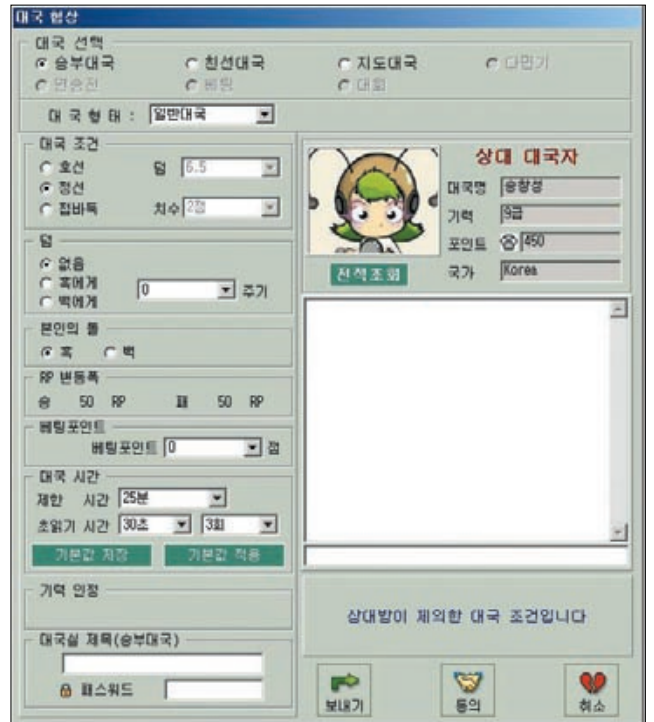 대국 협상
대국 선택
승부대국 친선대국 지도대국 다면기
연승전 베팅 대회
대 국 형 태 : 일반대국
대국 조건
호선 덤 6.5
정선
접바둑 치수 2점
덤
없음
흑에게 0 주기
백에게
본인의 돌
흑 백
RP 변동폭
승 50 RP 패 50 RP
베팅포인트
베팅포인트 0 점
대국 시간
제한 시간 25분
초읽기 시간 30초 3회
기본값 저장 기본값 적용
기력 인정
대국실 제목(승부대국)
패스워드
상대 대국자
대국명 승창성
기력 9급
포인트 450
국가 Korea
전적조회
상대방이 제의한 대국 조건입니다
보내기 동의 취소